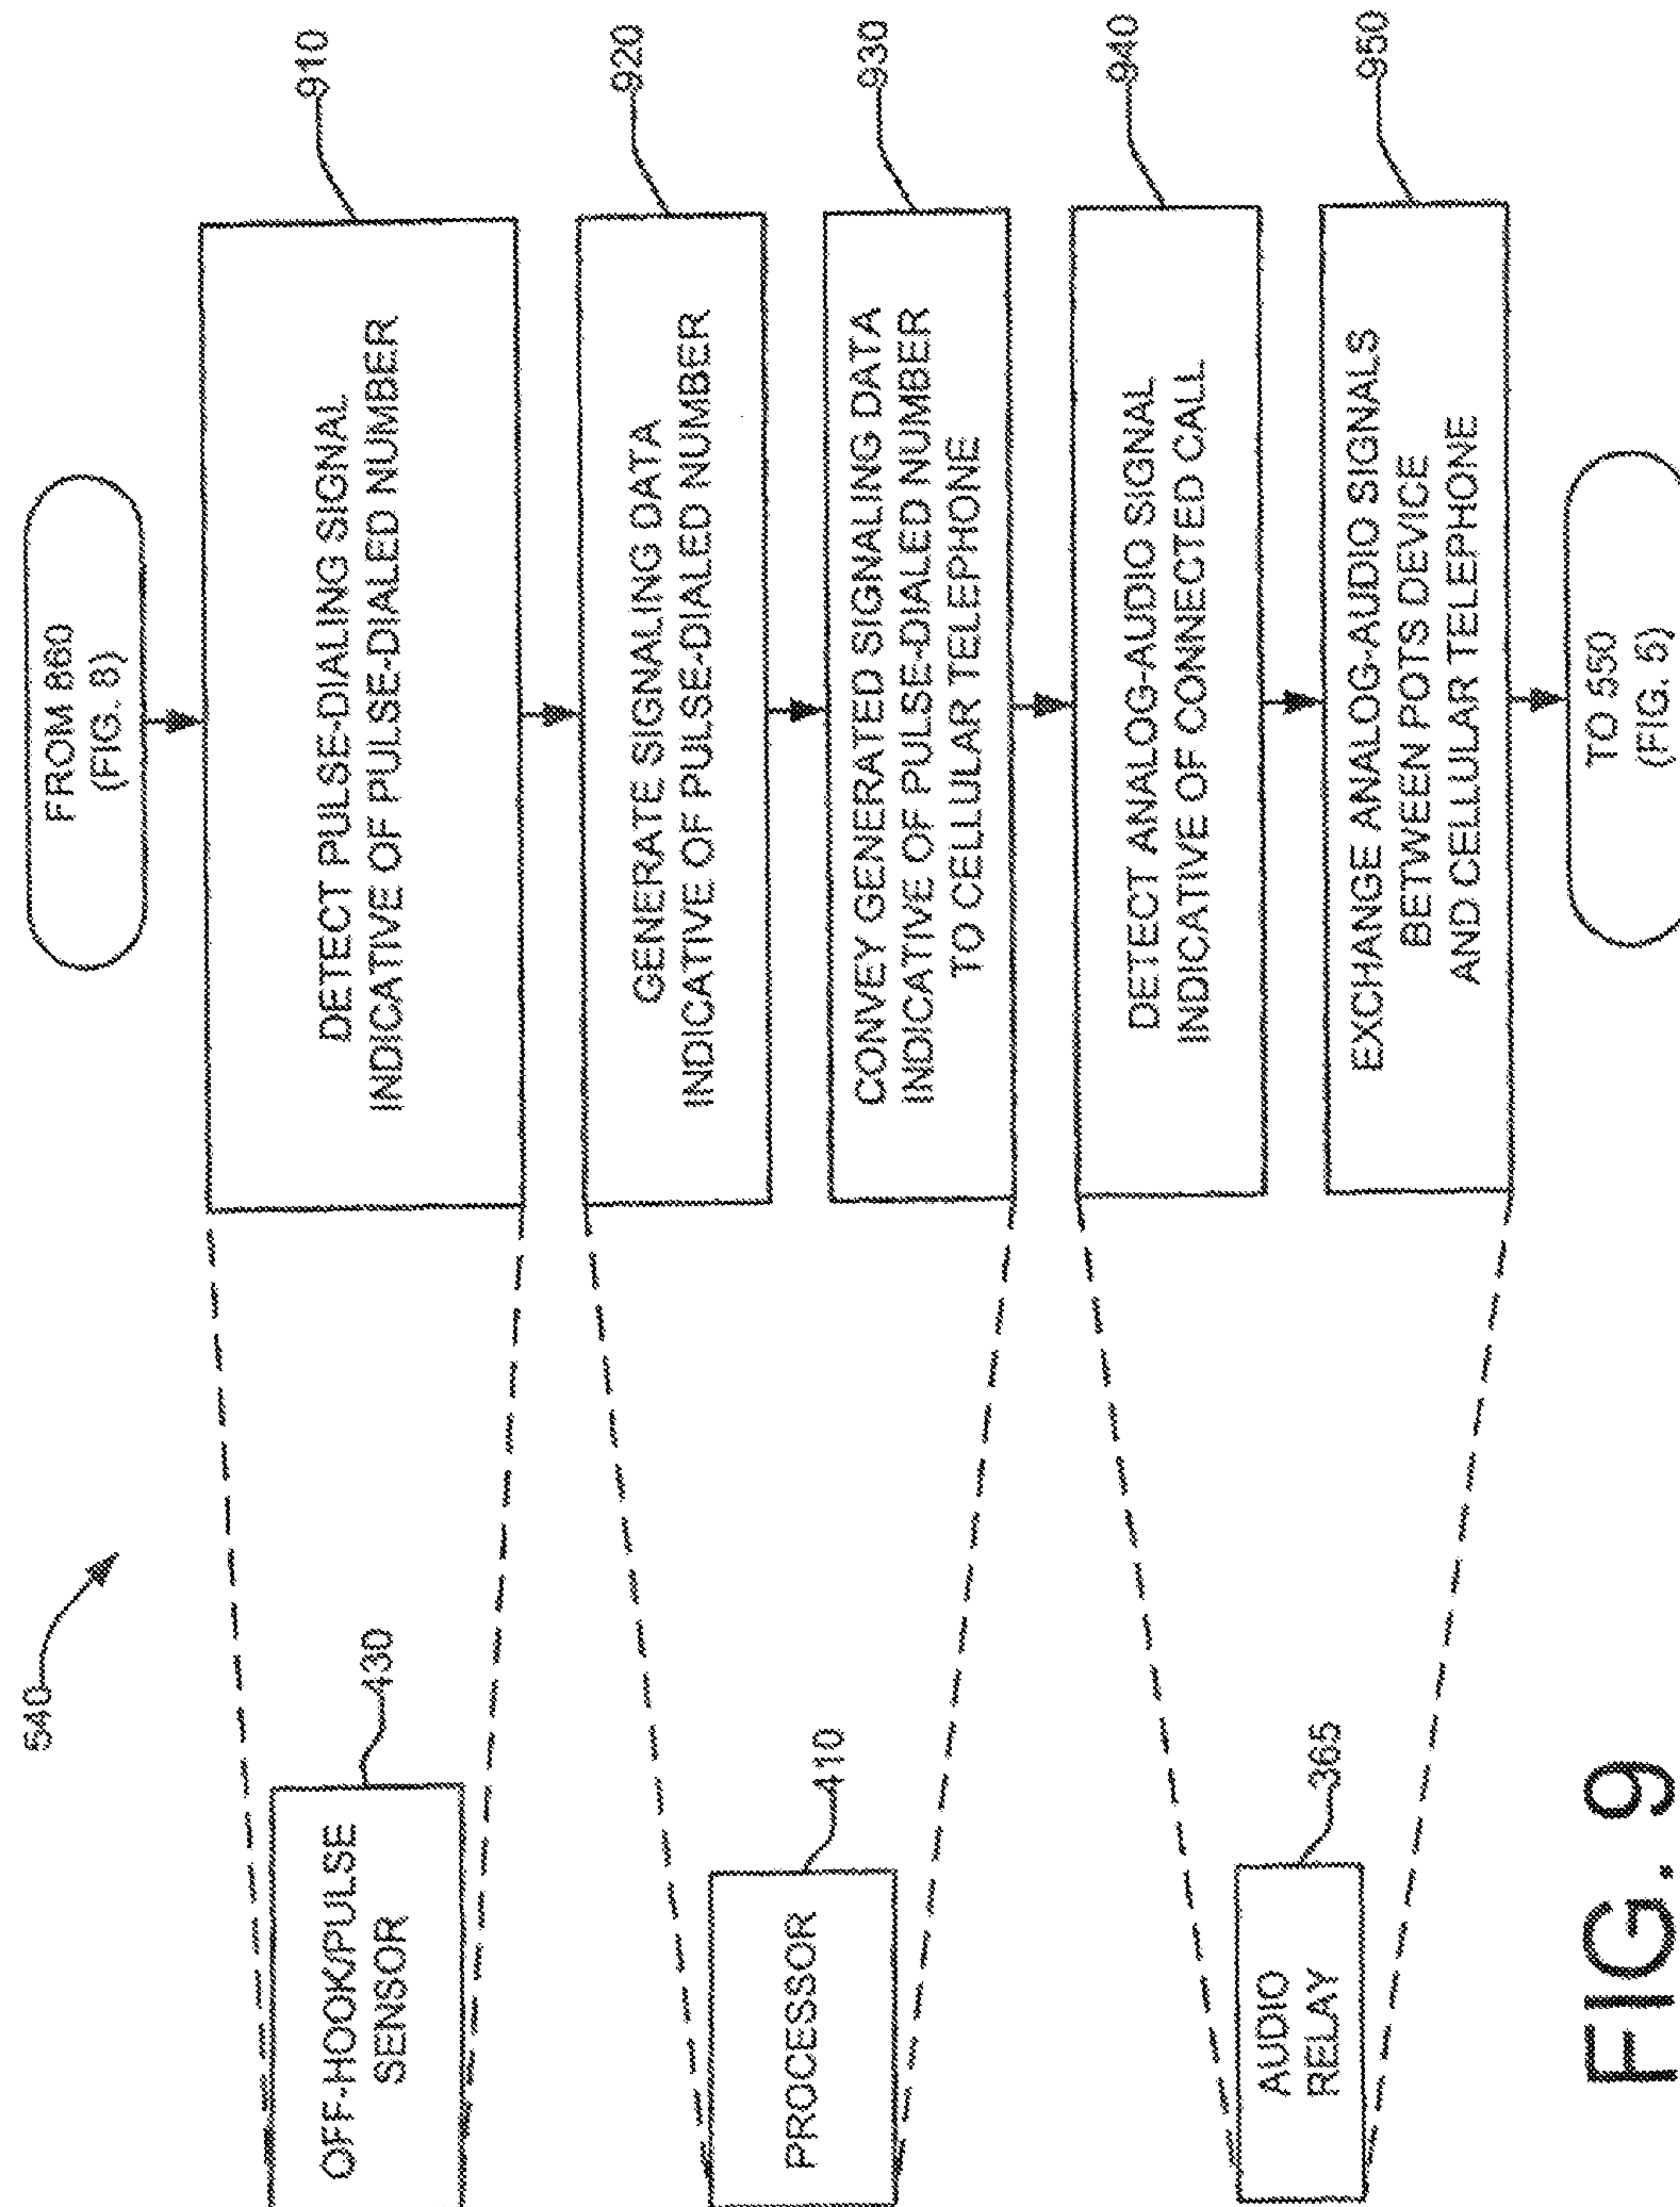 540
FROM 860
(FIG. 8)
OFF-HOOK/PULSE
SENSOR
430
DETECT PULSE-DIALING SIGNAL
INDICATIVE OF PULSE-DIALED NUMBER
910
PROCESSOR
410
GENERATE SIGNALING DATA
INDICATIVE OF PULSE-DIALED NUMBER
920
CONVEY GENERATED SIGNALING DATA
INDICATIVE OF PULSE-DIALED NUMBER
TO CELLULAR TELEPHONE
930
AUDIO
RELAY
365
DETECT ANALOG-AUDIO SIGNAL
INDICATIVE OF CONNECTED CALL
940
EXCHANGE ANALOG-AUDIO SIGNALS
BETWEEN POTS DEVICE
AND CELLULAR TELEPHONE
950
TO 550
(FIG. 5)
FIG. 9